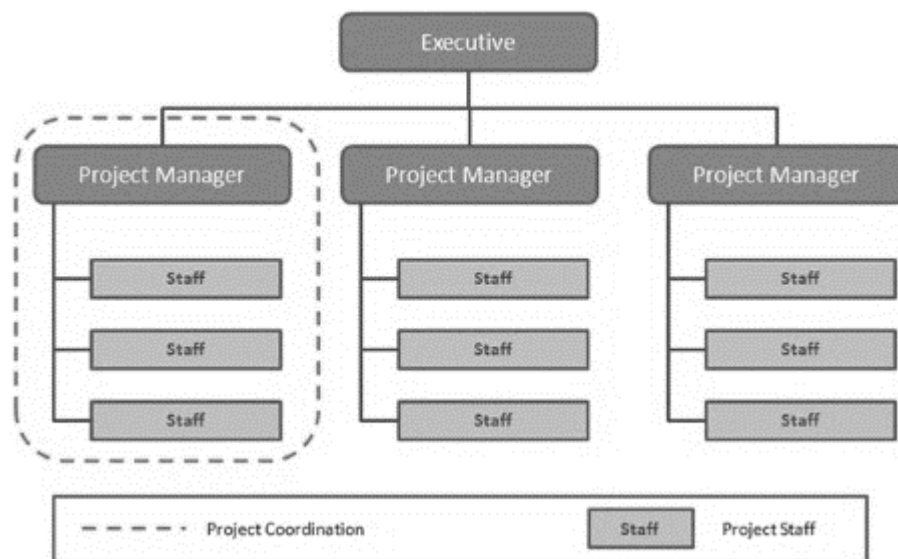 Executive
Project Manager Project Manager Project Manager
Staff Staff Staff
Staff Staff Staff
Staff Staff Staff
Project Coordination Staff Project Staff